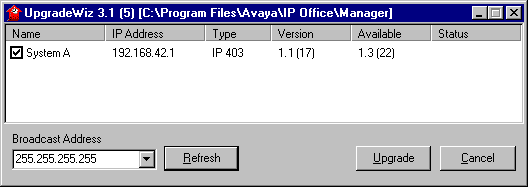 UpgradeWiz 3.1 (5) [C:\Program Files\Avaya\IP Office\Manager]
Name IP Address Type Version Available Status
System A 192.168.42.1 IP 403 1.1 (17) 1.3 (22)
Broadcast Address
255.255.255.255 Refresh Upgrade Cancel